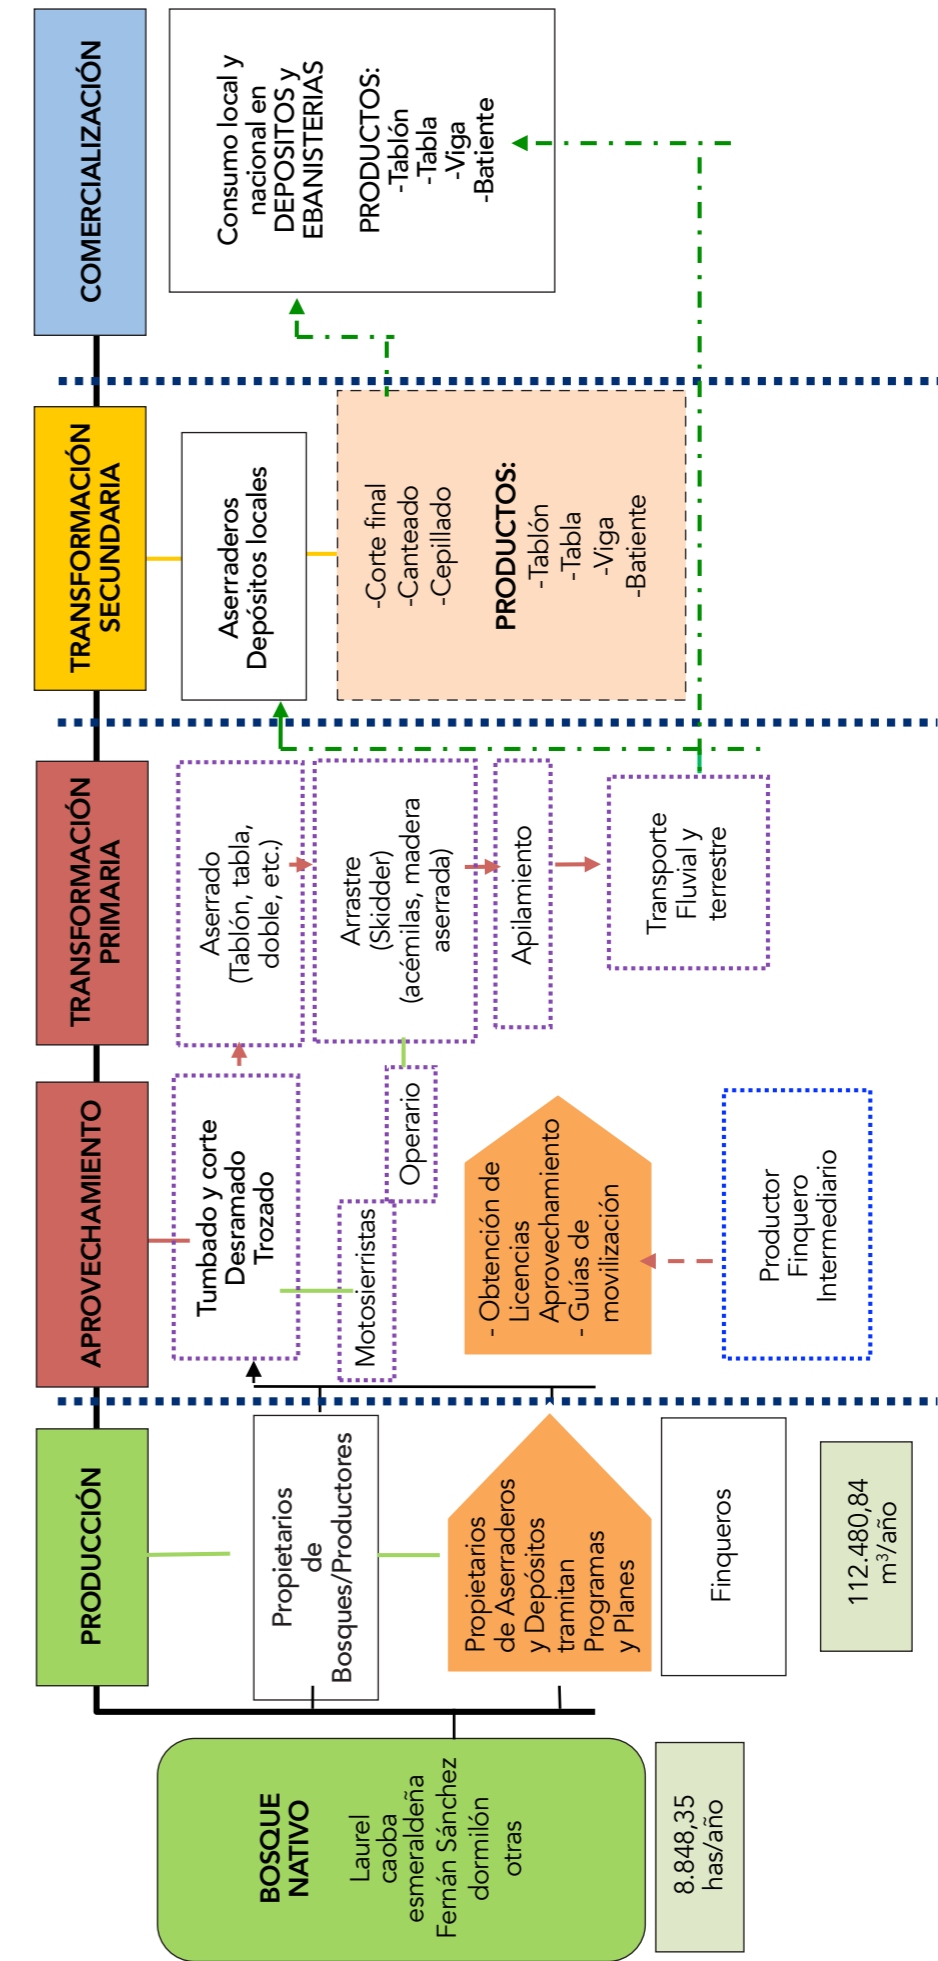 BOSQUE
NATIVO
Laurel
caoba
esmeraldeña
Fernán Sánchez
dormilón
otras
8.848,35
has/año
PRODUCCIÓN
Propietarios
de
Bosques/Productores
Propietarios
de Aserraderos
y Depósitos
tramitan
Programas
y Planes
Finqueros
112.480,84
m³/año
APROVECHAMIENTO
Tumbado y corte
Desramado
Trozado
Motosierristas
Operario
- Obtención de
Licencias
Aprovechamiento
- Guías de
movilización
Productor
Finquero
Intermediario
TRANSFORMACIÓN
PRIMARIA
Aserrado
(Tablón, tabla,
doble, etc.)
Arrastre
(Skidder)
(acémilas, madera
aserrada)
Apilamiento
Transporte
Fluvial y
terrestre
TRANSFORMACIÓN
SECUNDARIA
Aserraderos
Depósitos locales
-Corte final
-Canteado
-Cepillado
PRODUCTOS:
-Tablón
-Tabla
-Viga
-Batiente
COMERCIALIZACIÓN
Consumo local y
nacional en
DEPOSITOS y
EBANISTERIAS
PRODUCTOS:
-Tablón
-Tabla
-Viga
-Batiente